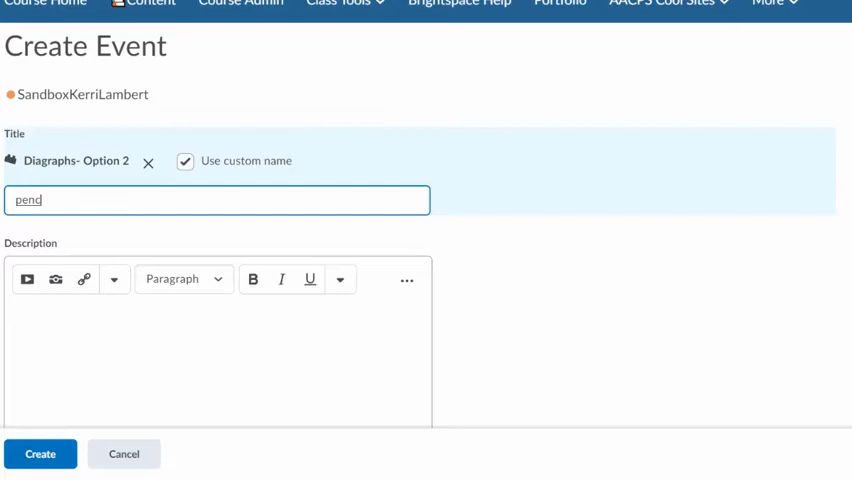 Course Home Content Course Admin Class Tools Brightspace Help Portfolio AACPS Cool Sites More
Create Event
SandboxKerriLambert
Title
Diagraphs- Option 2 Use custom name
penc
Description
Paragraph B I U ...
Create Cancel